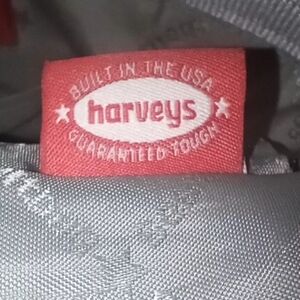 BUILT IN THE USA
harveys
GUARANTEED TOUGH